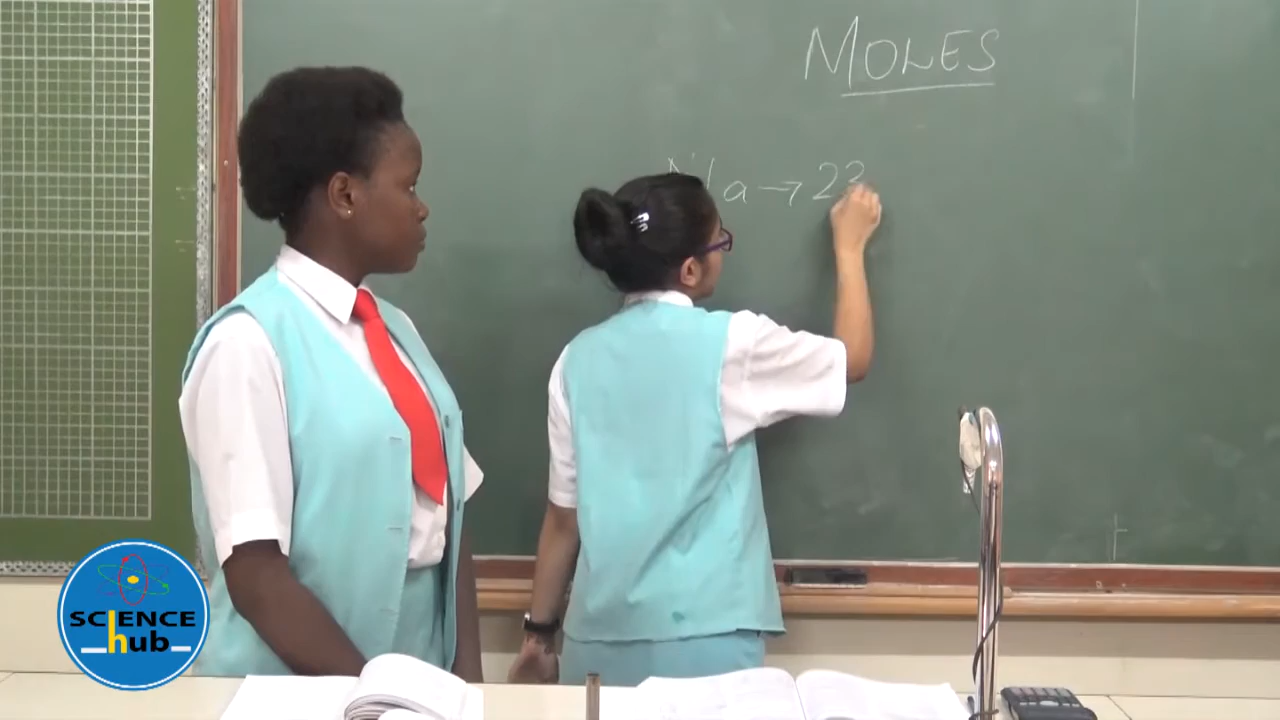 MOLES
Na → 23
SCIENCE
hub